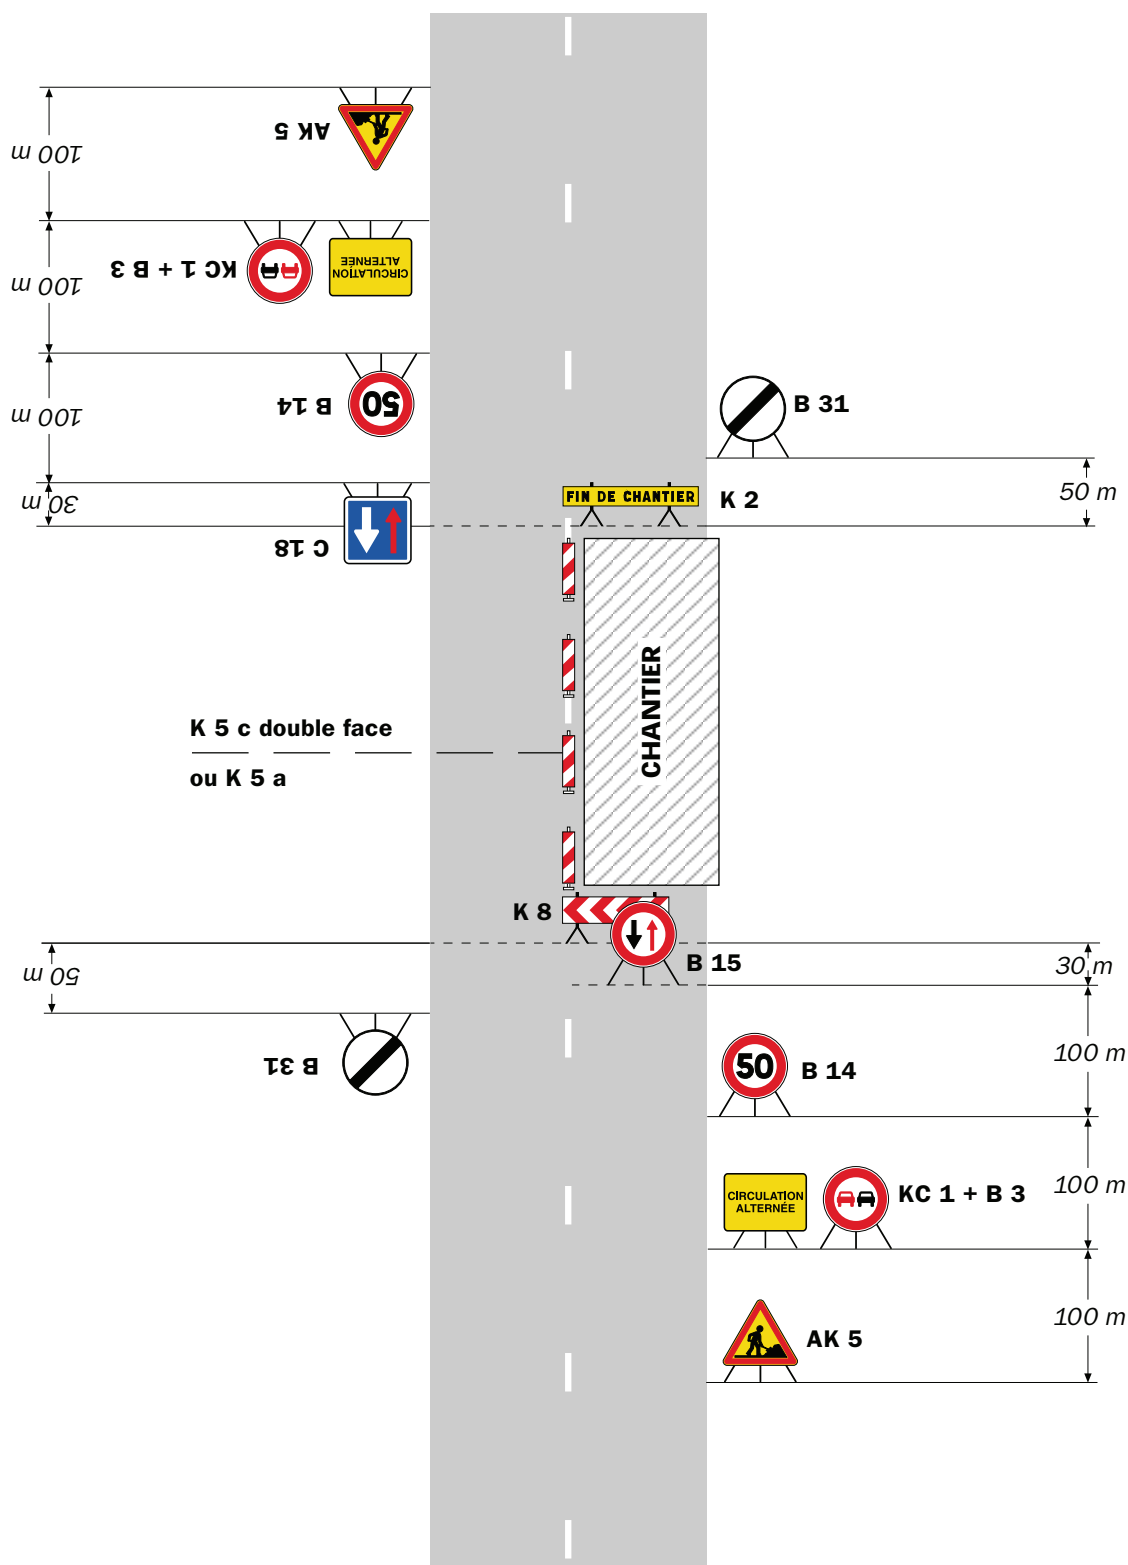 AK 5
100 m
KC 1 + B 3
CIRCULATION
ALTERNÉE
100 m
B 14
50
100 m
B 31
30 m
C 18
FIN DE CHANTIER
K 2
50 m
CHANTIER
K 5 c double face
ou K 5 a
K 8
B 15
50 m
30 m
B 31
50
B 14
100 m
CIRCULATION
ALTERNÉE
KC 1 + B 3
100 m
AK 5
100 m